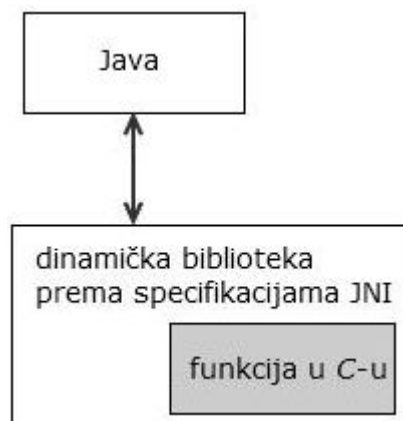 Java
dinamička biblioteka
prema specifikacijama JNI
funkcija u C-u